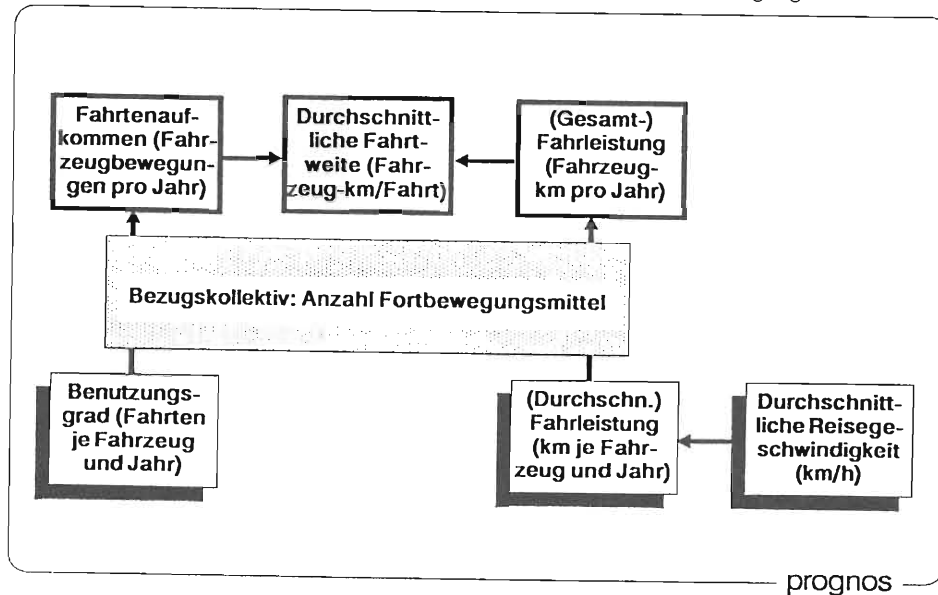 Fahrtenauf-
kommen (Fahr-
zeugbewegun-
gen pro Jahr)
Durchschnitt-
liche Fahrt-
weite (Fahr-
zeug-km/Fahrt)
(Gesamt-)
Fahrleistung
(Fahrzeug-
km pro Jahr)
Bezugskollektiv: Anzahl Fortbewegungsmittel
Benutzungs-
grad (Fahrten
je Fahrzeug
und Jahr)
(Durchschn.)
Fahrleistung
(km je Fahr-
zeug und Jahr)
Durchschnitt-
liche Reisege-
schwindigkeit
(km/h)
prognos